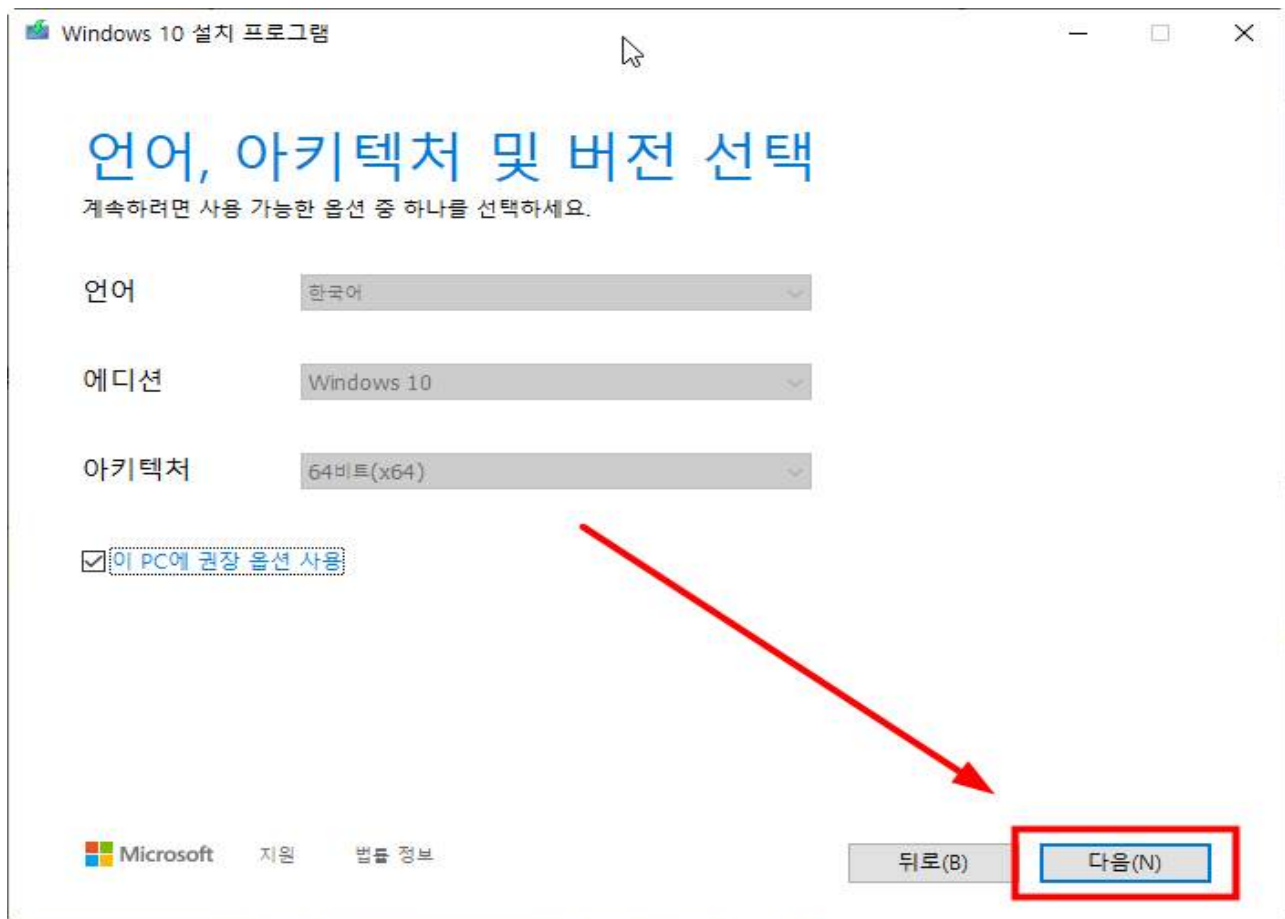 Windows 10 설치 프로그램
언어, 아키텍처 및 버전 선택
계속하려면 사용 가능한 옵션 중 하나를 선택하세요.
언어 한국어
에디션 Windows 10
아키텍처 64비트(x64)
이 PC에 권장 옵션 사용
Microsoft 지원 법률 정보 뒤로(B) 다음(N)